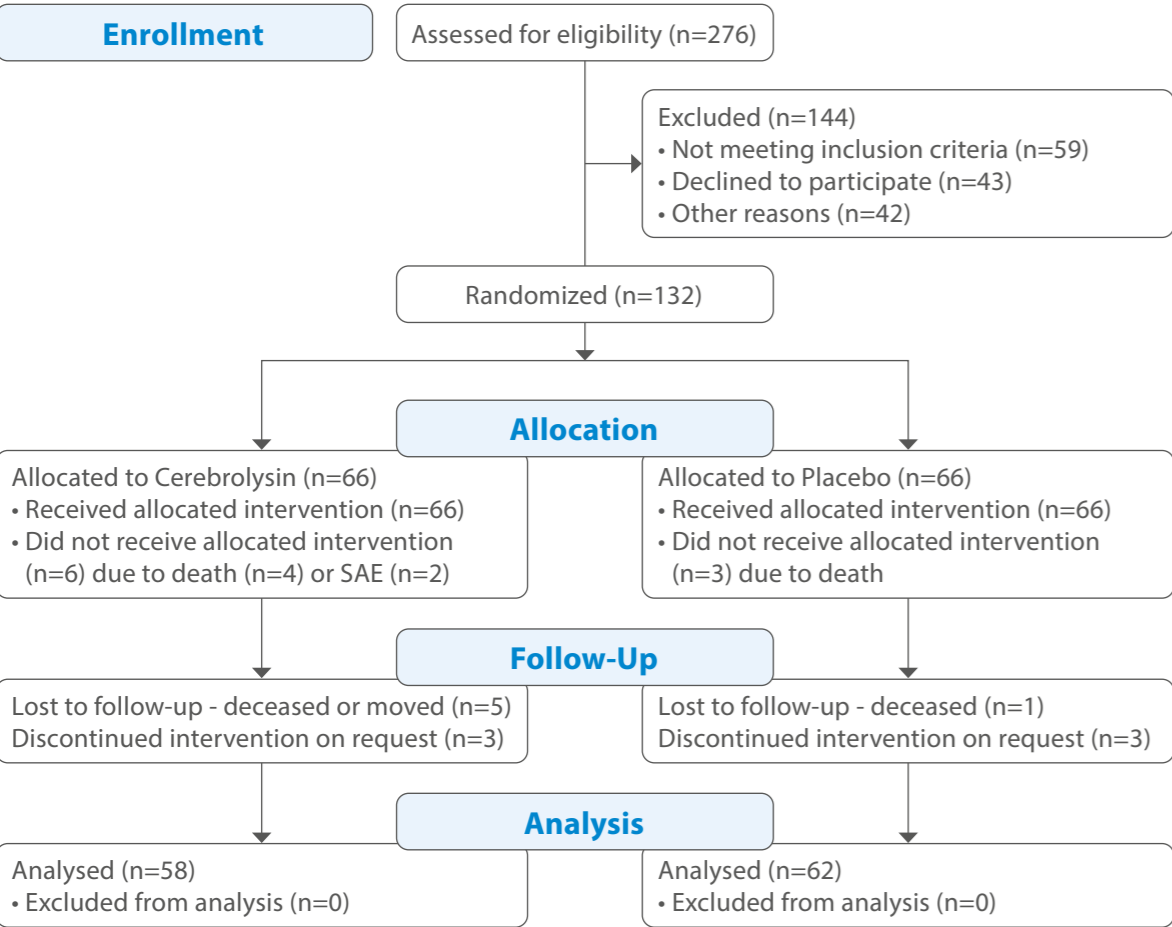 Enrollment
Assessed for eligibility (n=276)
Excluded (n=144)
• Not meeting inclusion criteria (n=59)
• Declined to participate (n=43)
• Other reasons (n=42)
Randomized (n=132)
Allocation
Allocated to Cerebrolysin (n=66)
• Received allocated intervention (n=66)
• Did not receive allocated intervention
(n=6) due to death (n=4) or SAE (n=2)
Allocated to Placebo (n=66)
• Received allocated intervention (n=66)
• Did not receive allocated intervention
(n=3) due to death
Follow-Up
Lost to follow-up - deceased or moved (n=5)
Discontinued intervention on request (n=3)
Lost to follow-up - deceased (n=1)
Discontinued intervention on request (n=3)
Analysis
Analysed (n=58)
• Excluded from analysis (n=0)
Analysed (n=62)
• Excluded from analysis (n=0)